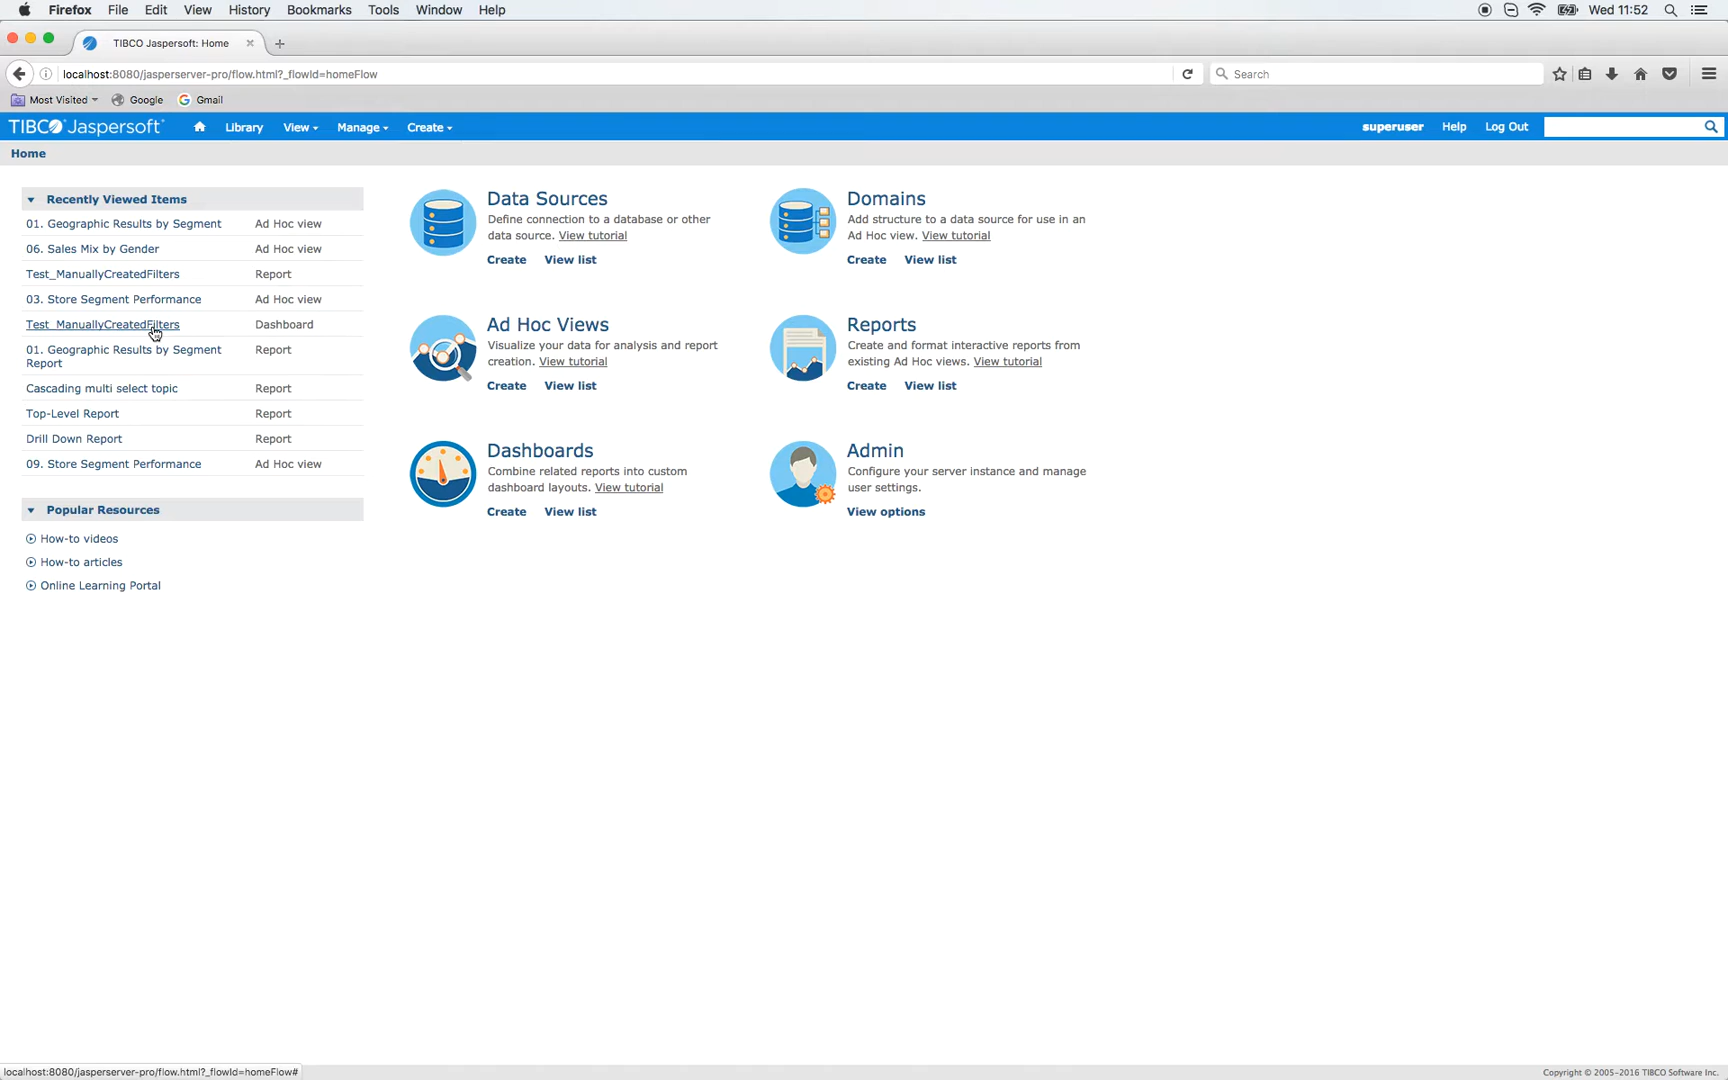 Firefox File Edit View History Bookmarks Tools Window Help Wed 11:52
TIBCO Jaspersoft: Home
localhost:8080/jasperserver-pro/flow.html?_flowId=homeFlow Search
Most Visited Google Gmail
TIBCO Jaspersoft Library View Manage Create superuser Help Log Out
Home
Recently Viewed Items
01. Geographic Results by Segment Ad Hoc view
06. Sales Mix by Gender Ad Hoc view
Test_ManuallyCreatedFilters Report
03. Store Segment Performance Ad Hoc view
Test_ManuallyCreatedFilters Dashboard
01. Geographic Results by Segment Report
Report
Cascading multi select topic Report
Top-Level Report Report
Drill Down Report Report
09. Store Segment Performance Ad Hoc view
Popular Resources
How-to videos
How-to articles
Online Learning Portal
Data Sources
Define connection to a database or other
data source. View tutorial
Create View list
Domains
Add structure to a data source for use in an
Ad Hoc view. View tutorial
Create View list
Ad Hoc Views
Visualize your data for analysis and report
creation. View tutorial
Create View list
Reports
Create and format interactive reports from
existing Ad Hoc views. View tutorial
Create View list
Dashboards
Combine related reports into custom
dashboard layouts. View tutorial
Create View list
Admin
Configure your server instance and manage
user settings.
View options
localhost:8080/jasperserver-pro/flow.html?_flowId=homeFlow#
Copyright © 2005-2016 TIBCO Software Inc.